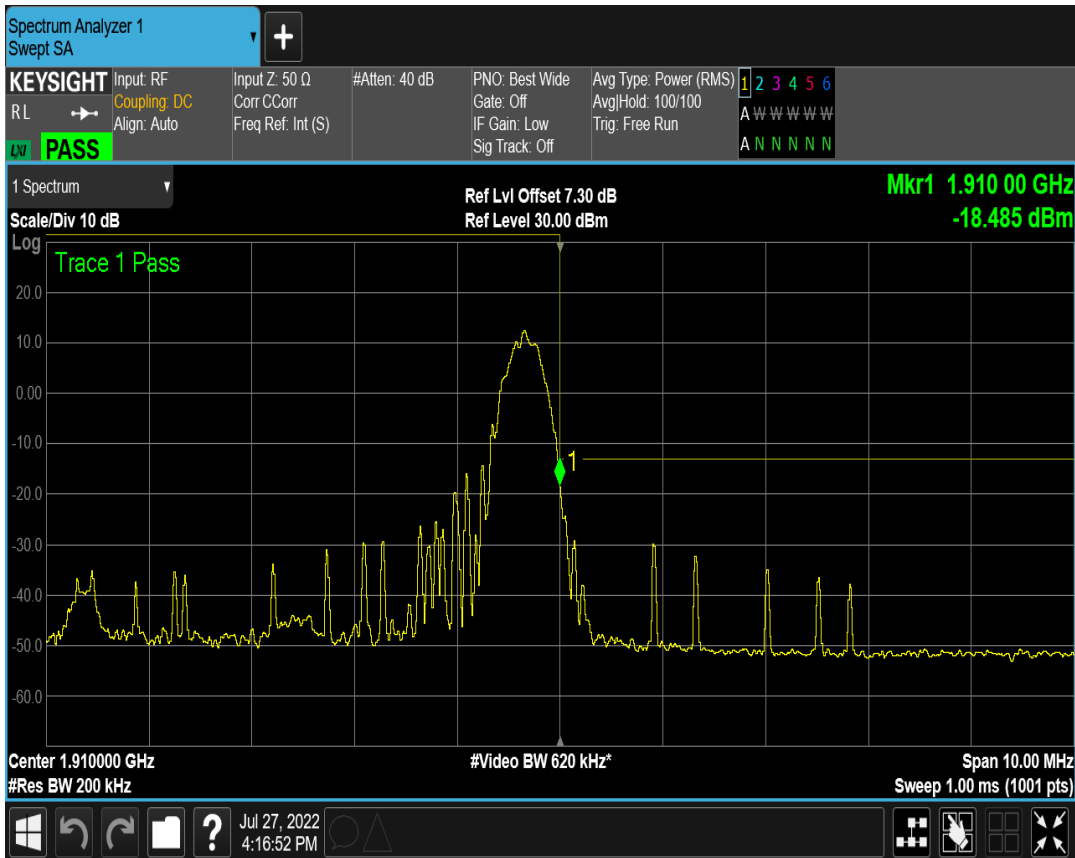 Spectrum Analyzer 1
Swept SA
KEYSIGHT
R L
LXI PASS
Input: RF
Coupling: DC
Align: Auto
Input Z: 50 Ω
Corr CCorr
Freq Ref: Int (S)
#Atten: 40 dB
PNO: Best Wide
Gate: Off
IF Gain: Low
Sig Track: Off
Avg Type: Power (RMS)
Avg|Hold: 100/100
Trig: Free Run
1 2 3 4 5 6
A W W W W W
A N N N N N
1 Spectrum
Scale/Div 10 dB
Ref Lvl Offset 7.30 dB
Ref Level 30.00 dBm
Mkr1 1.910 00 GHz
-18.485 dBm
Log
Trace 1 Pass
20.0
10.0
0.00
-10.0
1
-20.0
-30.0
-40.0
-50.0
-60.0
Center 1.910000 GHz
#Res BW 200 kHz
#Video BW 620 kHz*
Span 10.00 MHz
Sweep 1.00 ms (1001 pts)
?
Jul 27, 2022
4:16:52 PM